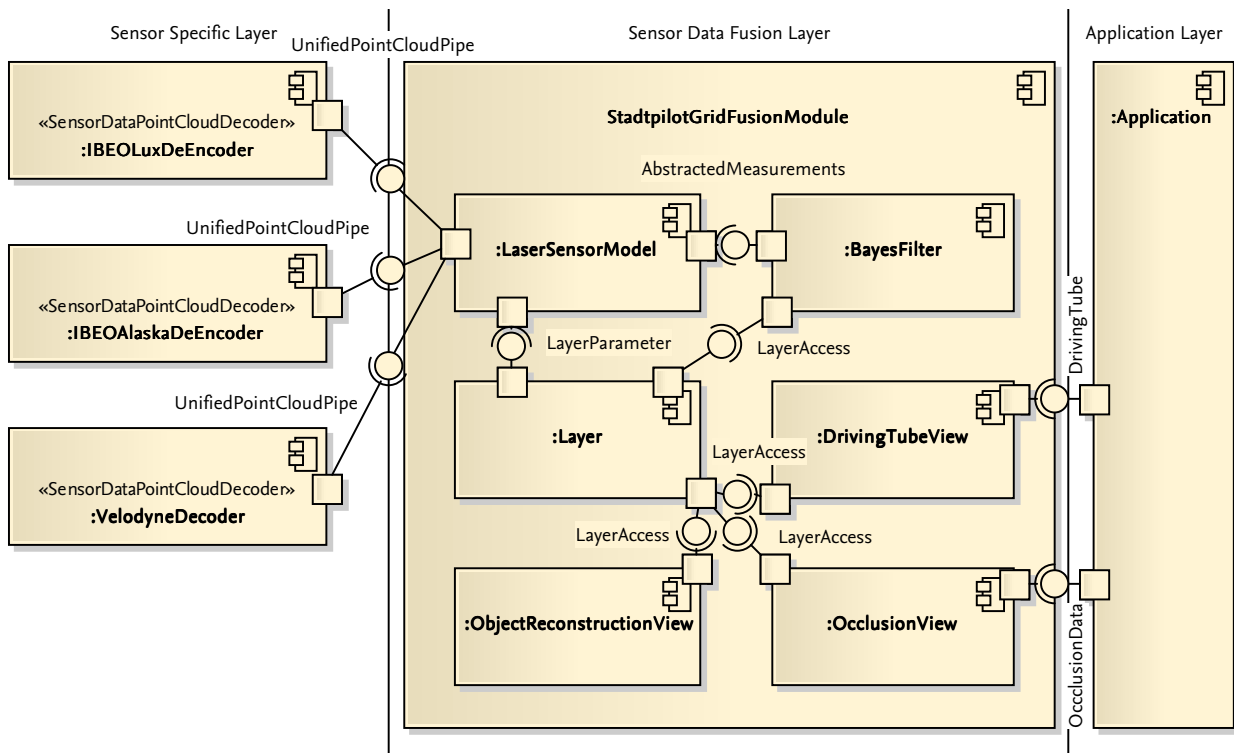 Sensor Specific Layer
UnifiedPointCloudPipe
Sensor Data Fusion Layer
Application Layer
«SensorDataPointCloudDecoder»
:IBEOLuxDeEncoder
StadtpilotGridFusionModule
:Application
AbstractedMeasurements
UnifiedPointCloudPipe
:LaserSensorModel
:BayesFilter
«SensorDataPointCloudDecoder»
:IBEOAlaskaDeEncoder
LayerParameter
LayerAccess
DrivingTube
UnifiedPointCloudPipe
:Layer
:DrivingTubeView
LayerAccess
«SensorDataPointCloudDecoder»
:VelodyneDecoder
LayerAccess
LayerAccess
:ObjectReconstructionView
:OcclusionView
OccclusionData